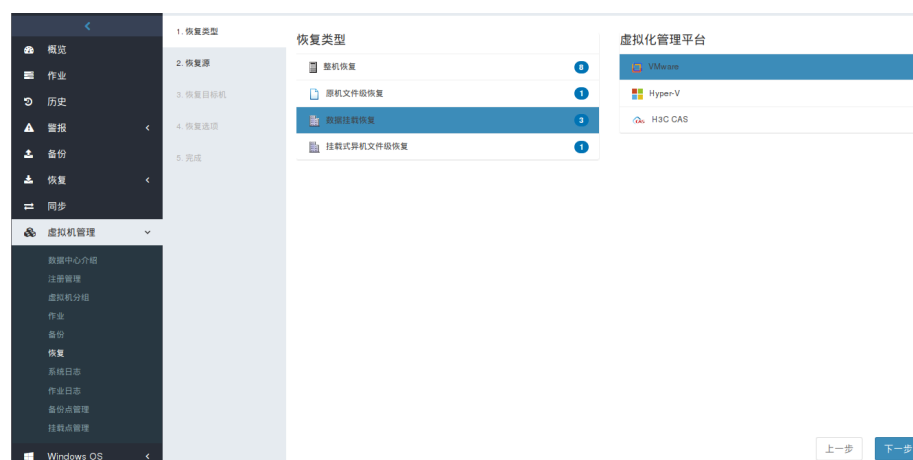 概览
作业
历史
警报
备份
恢复
同步
虚拟机管理
数据中心介绍
注册管理
虚拟机分组
作业
备份
恢复
系统日志
作业日志
备份点管理
挂载点管理
Windows OS
1. 恢复类型
2. 恢复源
3. 恢复目标机
4. 恢复选项
5. 完成
恢复类型
整机恢复 8
原机文件级恢复 1
数据挂载恢复 3
挂载式异机文件级恢复 1
虚拟化管理平台
VMware
Hyper-V
CAS H3C CAS
上一步 下一步